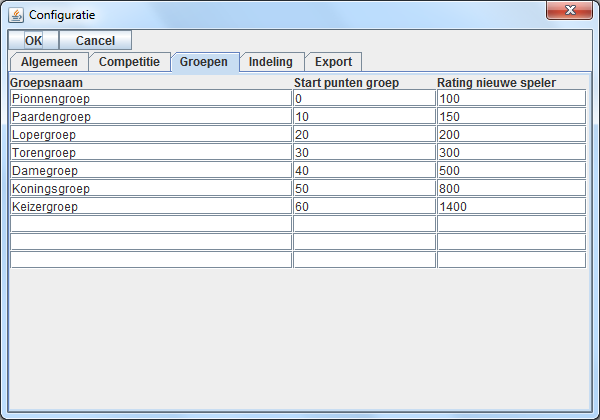 Configuratie
OK Cancel
Algemeen Competitie Groepen Indeling Export
Groepsnaam Start punten groep Rating nieuwe speler
Pionnengroep 0 100
Paardengroep 10 150
Lopergroep 20 200
Torengroep 30 300
Damegroep 40 500
Koningsgroep 50 800
Keizergroep 60 1400